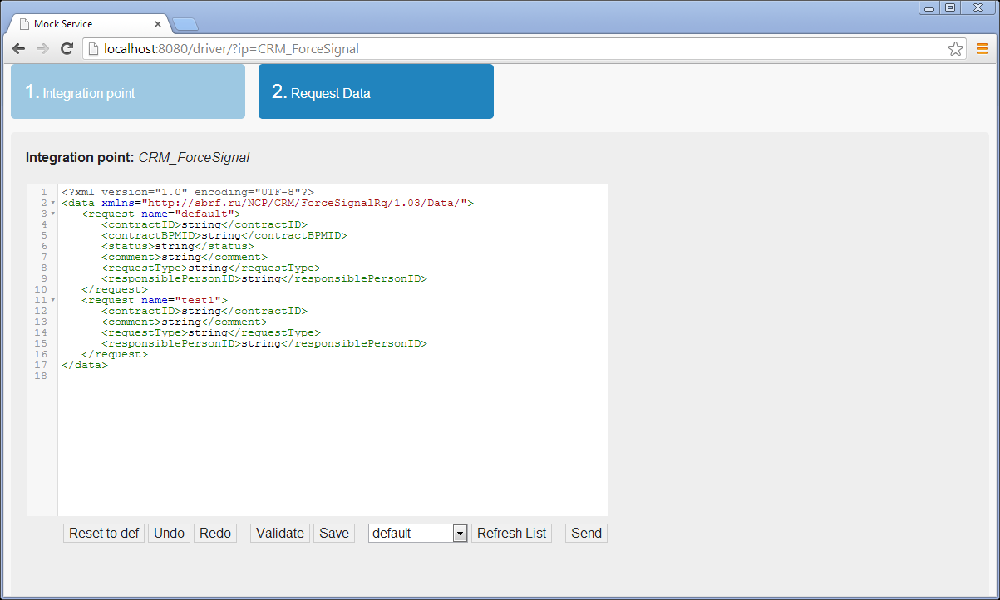 Mock Service
localhost:8080/driver/?ip=CRM_ForceSignal
1. Integration point
2. Request Data
Integration point: CRM_ForceSignal
1 <?xml version="1.0" encoding="UTF-8"?>
2 <data xmlns="http://sbrf.ru/NCP/CRM/ForceSignalRq/1.03/Data/">
3 <request name="default">
4 <contractID>string</contractID>
5 <contractBPMID>string</contractBPMID>
6 <status>string</status>
7 <comment>string</comment>
8 <requestType>string</requestType>
9 <responsiblePersonID>string</responsiblePersonID>
10 </request>
11 <request name="test1">
12 <contractID>string</contractID>
13 <comment>string</comment>
14 <requestType>string</requestType>
15 <responsiblePersonID>string</responsiblePersonID>
16 </request>
17 </data>
18
Reset to def Undo Redo Validate Save default Refresh List Send